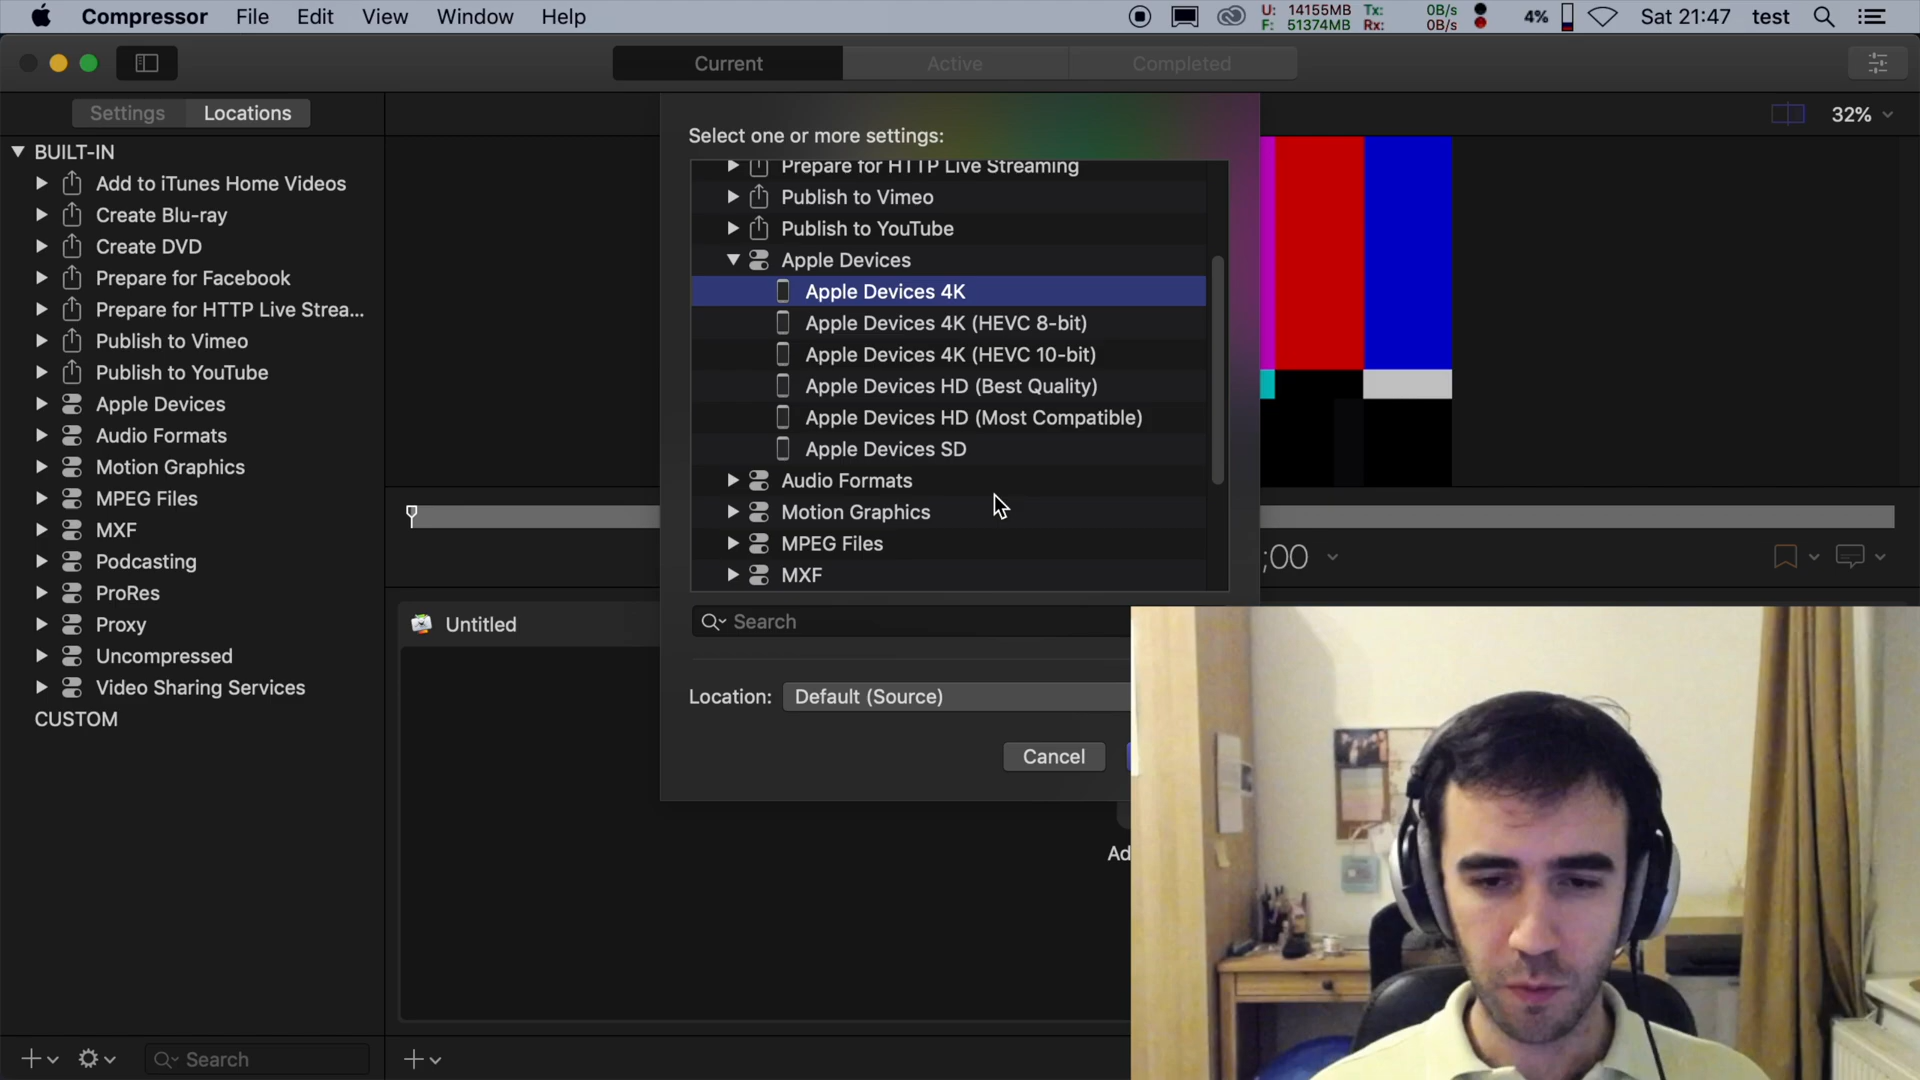 Compressor File Edit View Window Help
U: 14155MB Tx: 0B/s
F: 51374MB Rx: 0B/s
4% Sat 21:47 test
Current Active Completed
Settings Locations
32%
BUILT-IN
Add to iTunes Home Videos
Create Blu-ray
Create DVD
Prepare for Facebook
Prepare for HTTP Live Strea...
Publish to Vimeo
Publish to YouTube
Apple Devices
Audio Formats
Motion Graphics
MPEG Files
MXF
Podcasting
ProRes
Proxy
Uncompressed
Video Sharing Services
CUSTOM
Search
Select one or more settings:
Prepare for HTTP Live Streaming
Publish to Vimeo
Publish to YouTube
Apple Devices
Apple Devices 4K
Apple Devices 4K (HEVC 8-bit)
Apple Devices 4K (HEVC 10-bit)
Apple Devices HD (Best Quality)
Apple Devices HD (Most Compatible)
Apple Devices SD
Audio Formats
Motion Graphics
MPEG Files
MXF
Search
Location: Default (Source)
Cancel
;00
Untitled
Ad